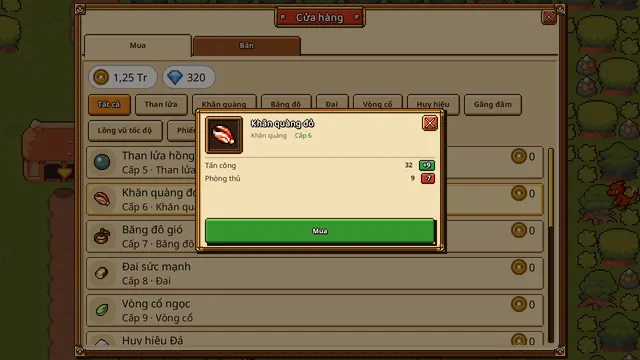 Cửa hàng
Mua
Bán
1,25 Tr
320
Tất cả
Than lửa
Khăn quàng
Băng đô
Đai
Vòng cổ
Huy hiệu
Găng đấm
Lông vũ tốc độ
Than lửa hồng
0
Cấp 5 · Than lửa
Khăn quàng đỏ
0
Cấp 6 · Khăn
Băng đô gió
0
Cấp 7 · Băng đô
Đai sức mạnh
0
Cấp 8 · Đai
Vòng cổ ngọc
0
Cấp 9 · Vòng cổ
Huy hiệu Đá
0
Khăn quàng đỏ
Khăn quàng
Cấp 6
Tấn công
32
+9
Phòng thủ
9
-7
Mua